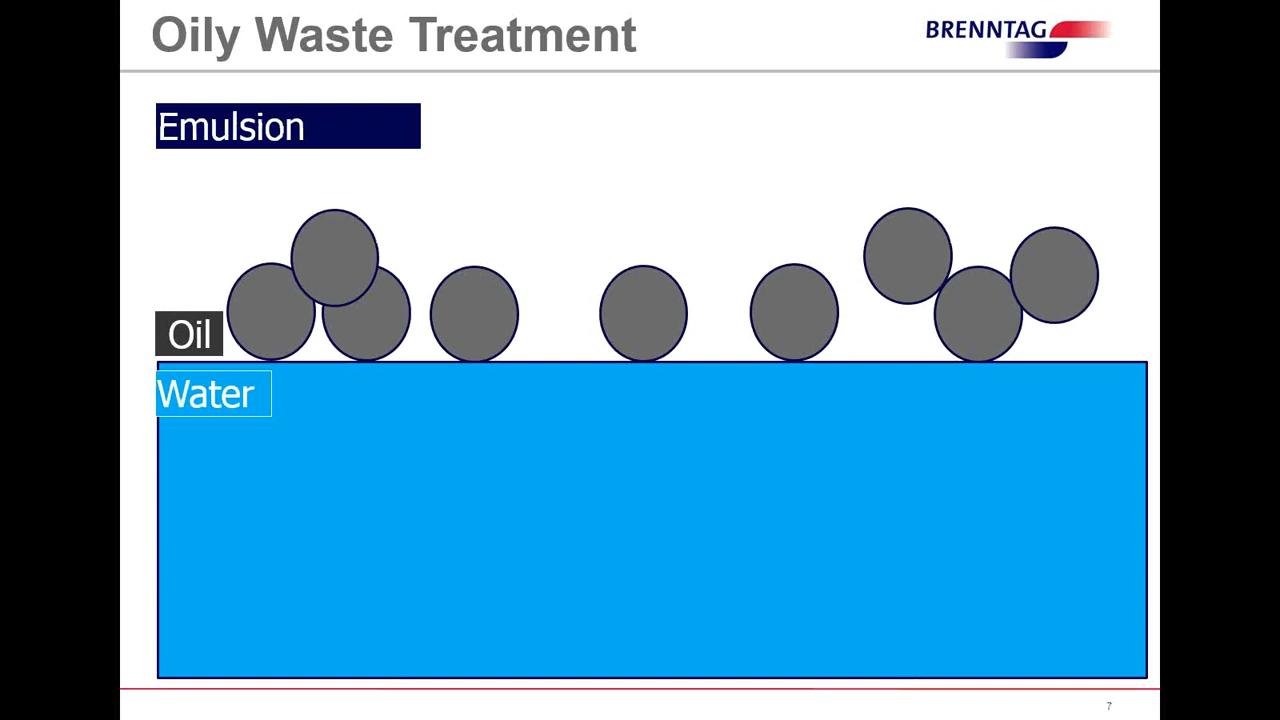 Oily Waste Treatment
BRENNTAG
Emulsion
Oil
Water
7